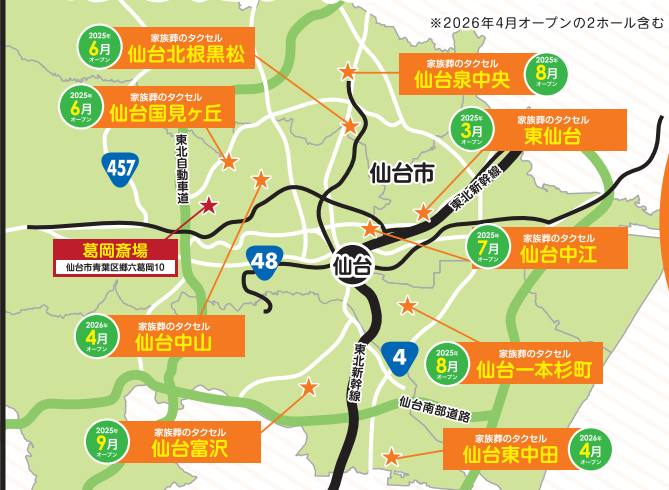 ※2026年4月オープンの2ホール含む
2025年
6月
オープン
家族葬のタクセル
仙台北根黒松
家族葬のタクセル
仙台泉中央
2025年
8月
オープン
2025年
6月
オープン
家族葬のタクセル
仙台国見ヶ丘
2025年
3月
オープン
家族葬のタクセル
東仙台
457
東北自動車道
仙台市
東北新幹線
葛岡斎場
仙台市青葉区郷六葛岡10
48
仙台
2025年
7月
オープン
家族葬のタクセル
仙台中江
2026年
4月
オープン
家族葬のタクセル
仙台中山
東北新幹線
4
2025年
8月
オープン
家族葬のタクセル
仙台一本杉町
仙台南部道路
2025年
9月
オープン
家族葬のタクセル
仙台富沢
家族葬のタクセル
仙台東中田
2026年
4月
オープン